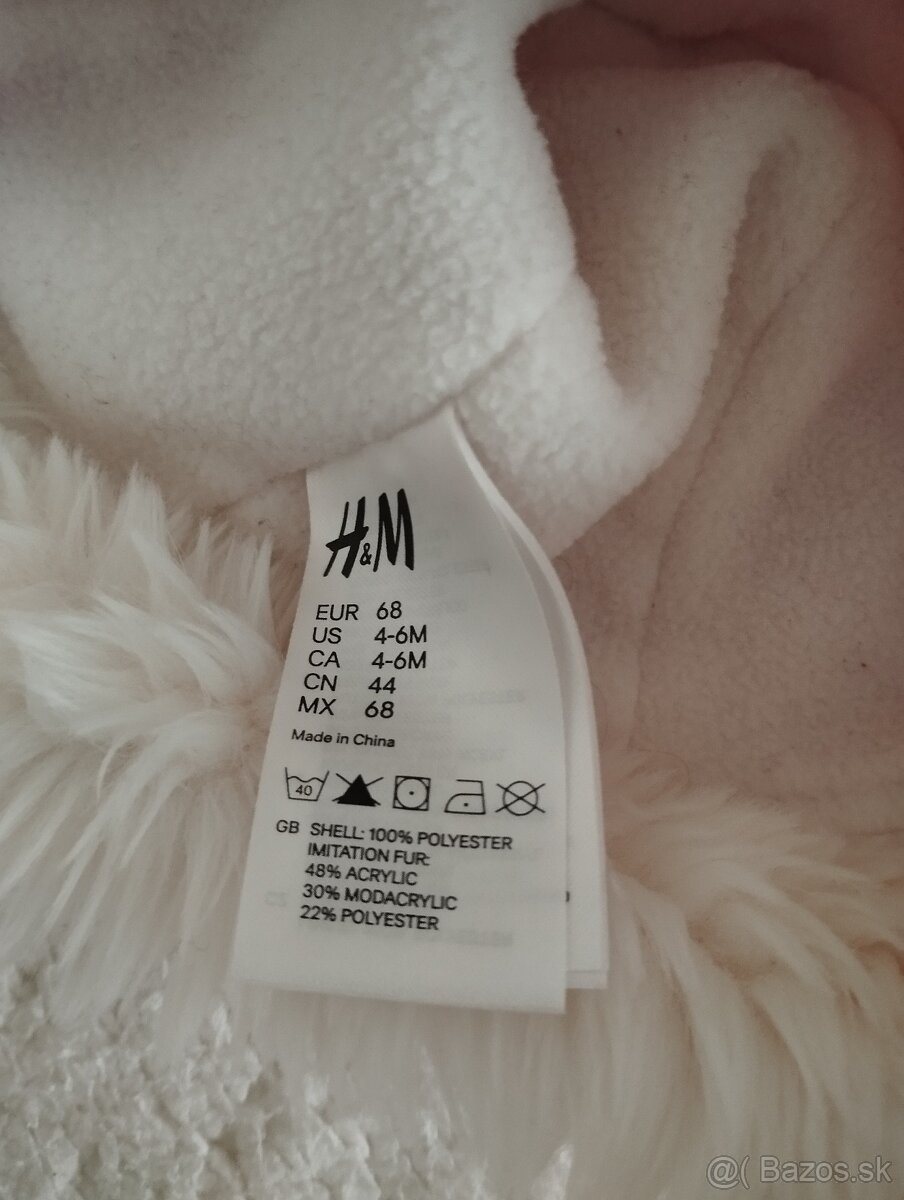 H&M
EUR 68
US 4-6M
CA 4-6M
CN 44
MX 68
Made in China
40
GB SHELL: 100% POLYESTER
IMITATION FUR:
48% ACRYLIC
30% MODACRYLIC
22% POLYESTER
@( Bazos.sk